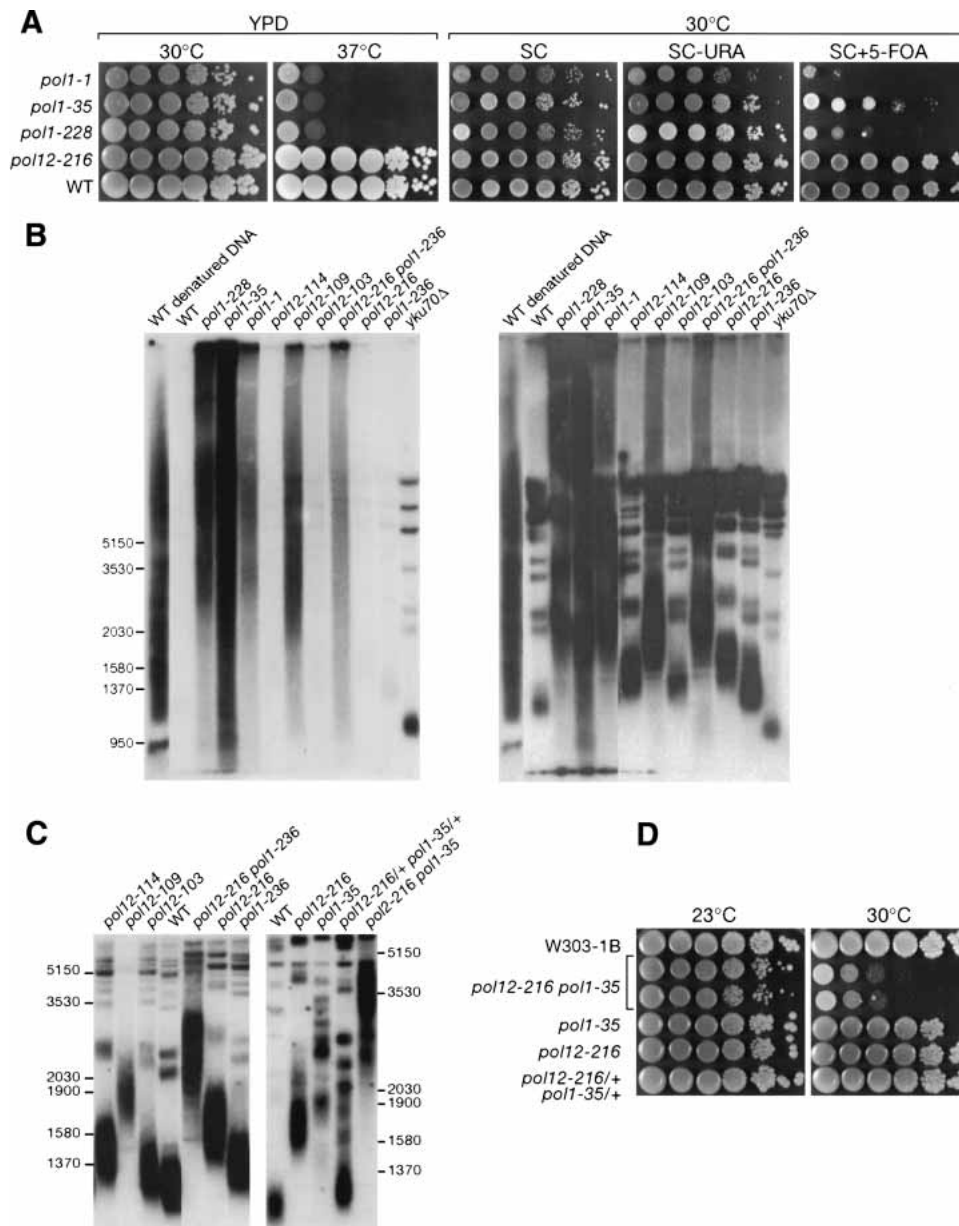 A
YPD
30°C
30°C
37°C
SC
SC-URA
SC+5-FOA
pol1-1
pol1-35
pol1-228
pol12-216
WT
B
WT denatured DNA
WT
pol1-228
pol1-35
pol1-1
pol12-114
pol12-109
pol12-103
pol12-216 pol1-236
pol12-216
pol1-236
yku70Δ
WT denatured DNA
WT
pol1-228
pol1-35
pol1-1
pol12-114
pol12-109
pol12-103
pol12-216 pol1-236
pol12-216
pol1-236
yku70Δ
5150
3530
2030
1580
1370
950
C
pol12-114
pol12-109
pol12-103
WT
pol12-216 pol1-236
pol12-216
pol1-236
WT
pol12-216
pol1-35
pol12-216/+ pol1-35/+
pol2-216 pol1-35
5150
3530
2030
1900
1580
1370
5150
3530
2030
1900
1580
1370
D
23°C
30°C
W303-1B
pol12-216 pol1-35
pol1-35
pol12-216
pol12-216/+
pol1-35/+